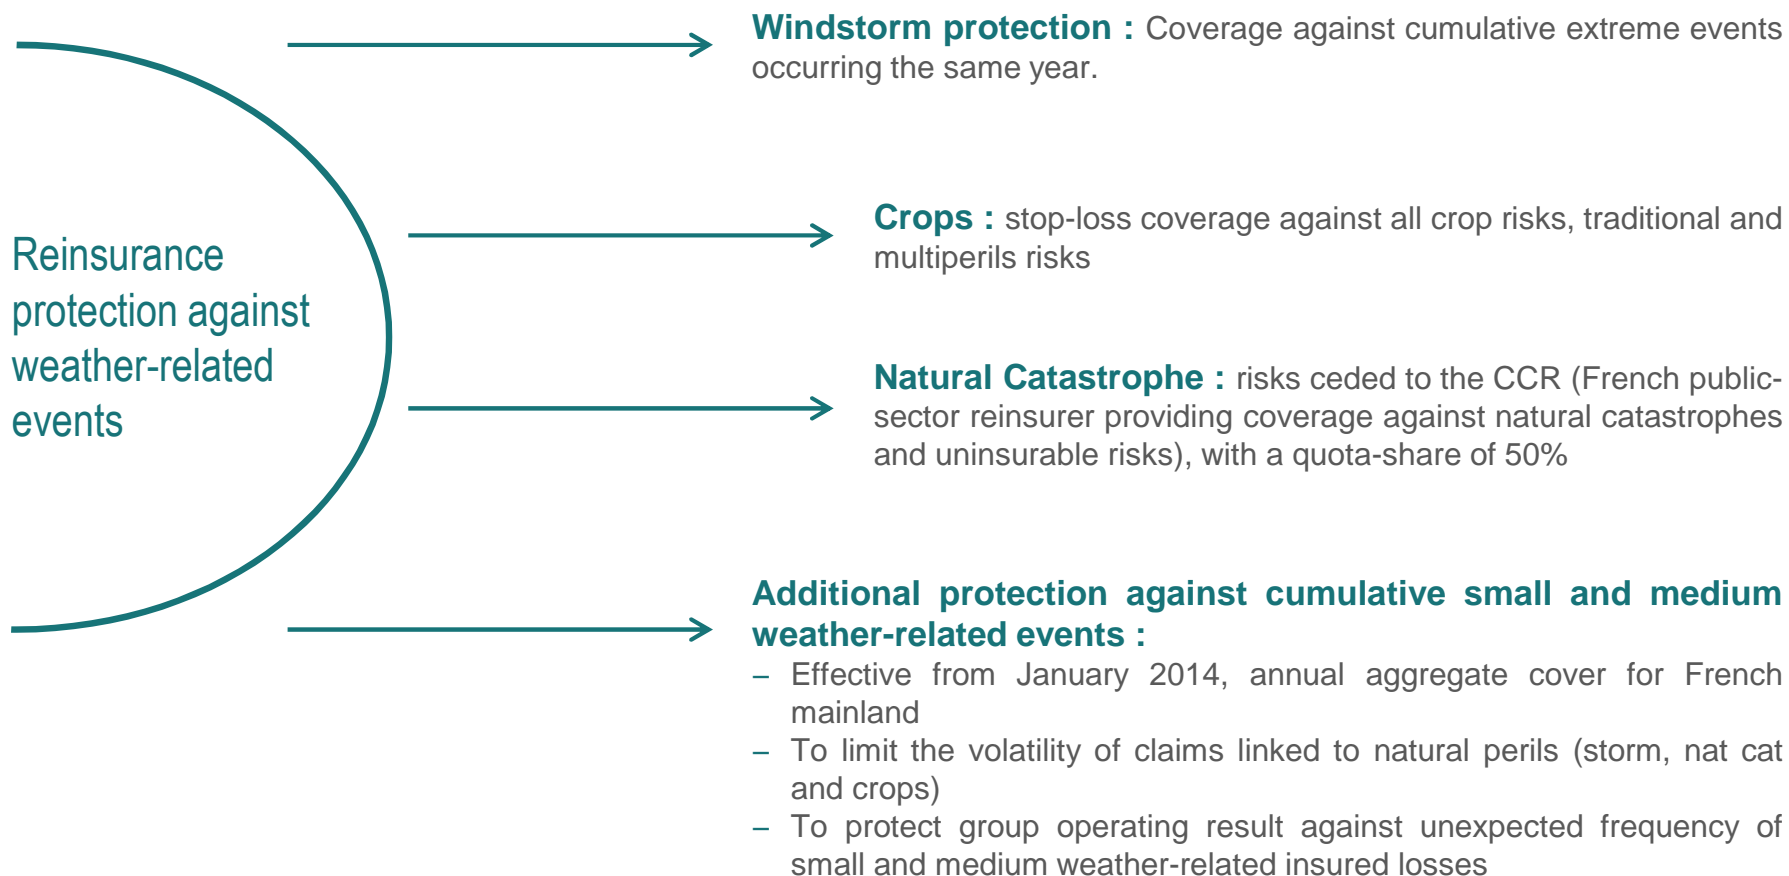 Reinsurance
protection against
weather-related
events
Windstorm protection : Coverage against cumulative extreme events
occurring the same year.
Crops : stop-loss coverage against all crop risks, traditional and
multiperils risks
Natural Catastrophe : risks ceded to the CCR (French public-
sector reinsurer providing coverage against natural catastrophes
and uninsurable risks), with a quota-share of 50%
Additional protection against cumulative small and medium
weather-related events :
– Effective from January 2014, annual aggregate cover for French
mainland
– To limit the volatility of claims linked to natural perils (storm, nat cat
and crops)
– To protect group operating result against unexpected frequency of
small and medium weather-related insured losses